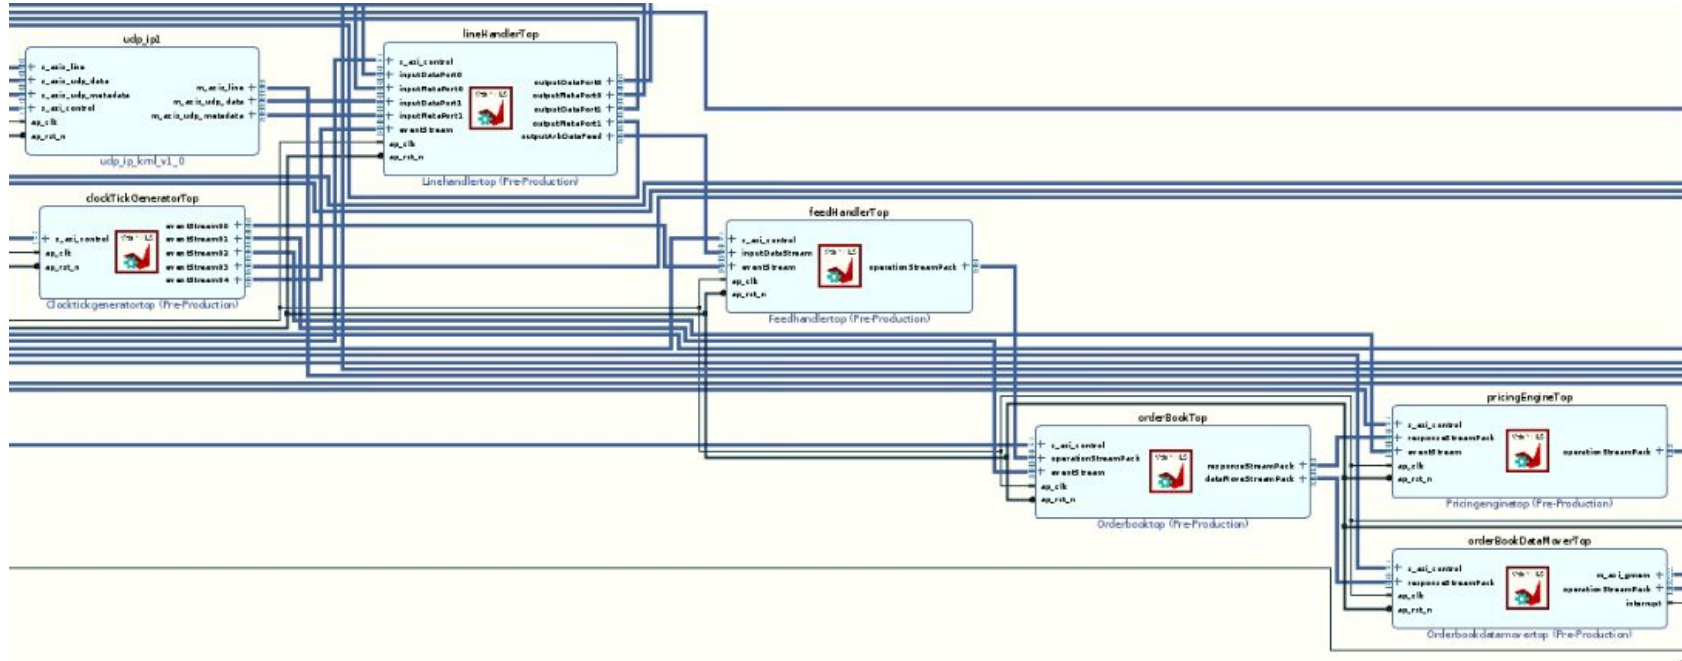 udp_ip1
s_axis_line
s_axis_udp_data
s_axis_udp_metadata
s_axi_control
ap_clk
ap_rst_n
m_axis_line
m_axis_udp_data
m_axis_udp_metadata
udp_ip_krnl_v1_0
lineHandlerTop
s_axi_control
inputDataPort0
inputMetaPort0
inputDataPort1
inputMetaPort1
eventStream
ap_clk
ap_rst_n
outputDataPort0
outputMetaPort0
outputDataPort1
outputMetaPort1
outputArbDataFeed
Linehandlertop (Pre-Production)
clockTickGeneratorTop
s_axi_control
ap_clk
ap_rst_n
eventStream00
eventStream01
eventStream02
eventStream03
eventStream04
Clocktickgeneratortop (Pre-Production)
feedHandlerTop
s_axi_control
inputDataStream
eventStream
ap_clk
ap_rst_n
operationStreamPack
Feedhandlertop (Pre-Production)
orderBookTop
s_axi_control
operationStreamPack
eventStream
ap_clk
ap_rst_n
responseStreamPack
dataMoveStreamPack
Orderbooktop (Pre-Production)
pricingEngineTop
s_axi_control
responseStreamPack
eventStream
ap_clk
ap_rst_n
operationStreamPack
Pricingenginetop (Pre-Production)
orderBookDataMoverTop
s_axi_control
responseStreamPack
ap_clk
ap_rst_n
m_axi_gmem
operationStreamPack
interrupt
Orderbookdatamovertop (Pre-Production)